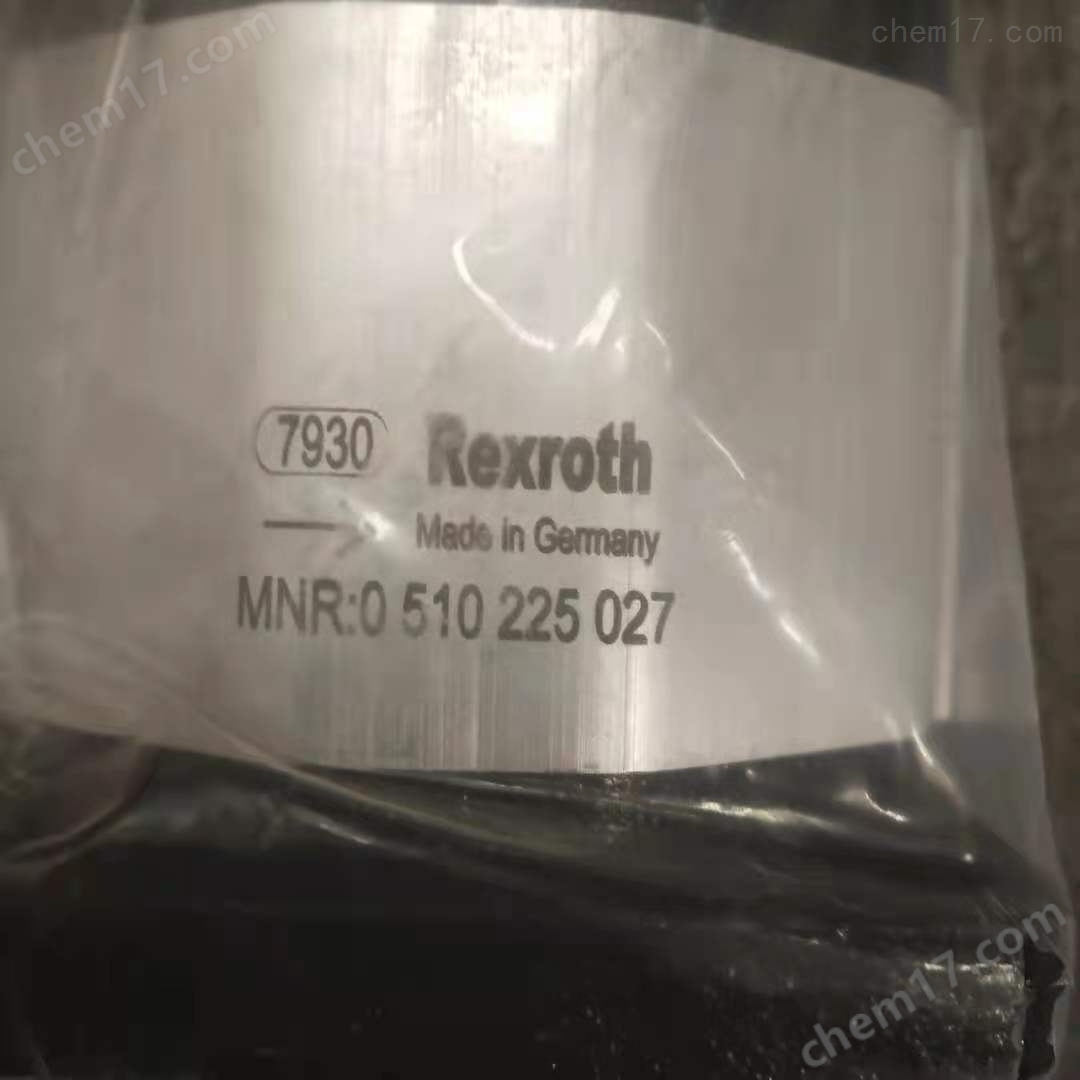 chem17.com
chem17.com
7930 Rexroth
Made in Germany
MNR:0 510 225 027
chem17.com